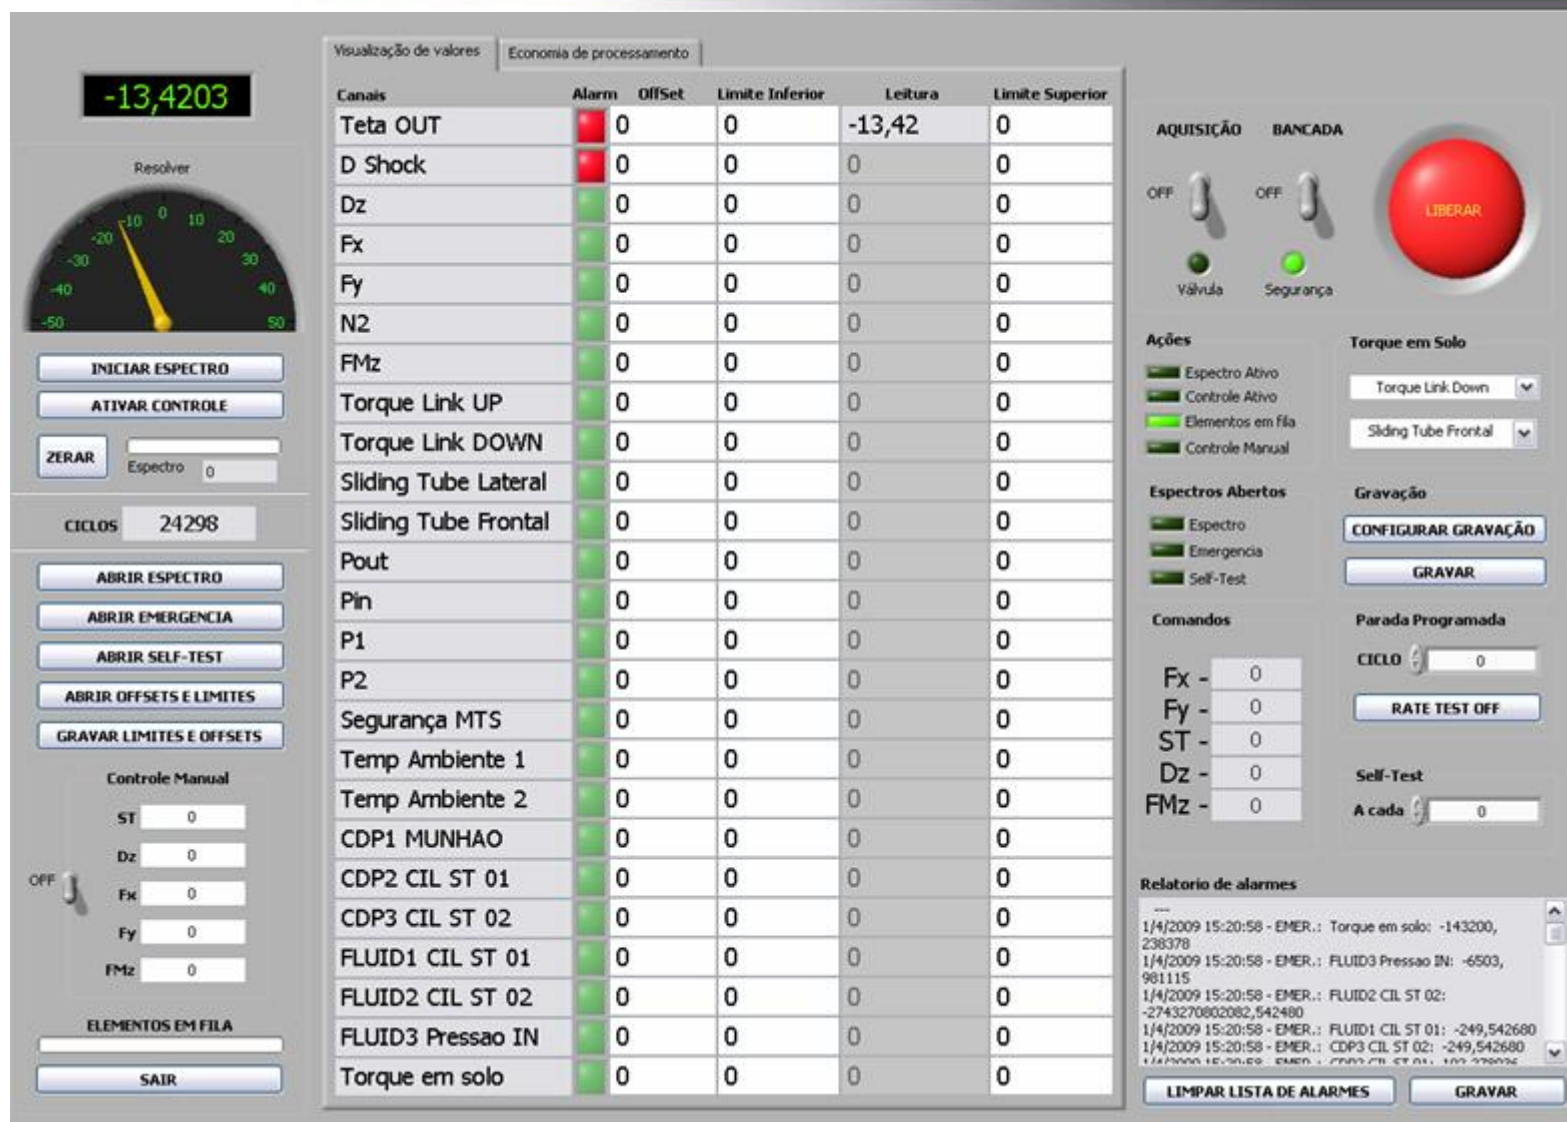 Visualização de valores Economia de processamento
-13,4203
Resolver
-50 -40 -30 -20 -10 0 10 20 30 40 50
INICIAR ESPECTRO
ATIVAR CONTROLE
ZERAR
Espectro 0
CICLOS 24298
ABRIR ESPECTRO
ABRIR EMERGENCIA
ABRIR SELF-TEST
ABRIR OFFSETS E LIMITES
GRAVAR LIMITES E OFFSETS
Controle Manual
OFF
ST 0
Dz 0
Fx 0
Fy 0
FMz 0
ELEMENTOS EM FILA
SAIR
Canais Alarm OffSet Limite Inferior Leitura Limite Superior
Teta OUT 0 0 -13,42 0
D Shock 0 0 0 0
Dz 0 0 0 0
Fx 0 0 0 0
Fy 0 0 0 0
N2 0 0 0 0
FMz 0 0 0 0
Torque Link UP 0 0 0 0
Torque Link DOWN 0 0 0 0
Sliding Tube Lateral 0 0 0 0
Sliding Tube Frontal 0 0 0 0
Pout 0 0 0 0
Pin 0 0 0 0
P1 0 0 0 0
P2 0 0 0 0
Segurança MTS 0 0 0 0
Temp Ambiente 1 0 0 0 0
Temp Ambiente 2 0 0 0 0
CDP1 MUNHAO 0 0 0 0
CDP2 CIL ST 01 0 0 0 0
CDP3 CIL ST 02 0 0 0 0
FLUID1 CIL ST 01 0 0 0 0
FLUID2 CIL ST 02 0 0 0 0
FLUID3 Pressao IN 0 0 0 0
Torque em solo 0 0 0 0
AQUISIÇÃO BANCADA
OFF OFF
LIBERAR
Válvula Segurança
Ações
Espectro Ativo
Controle Ativo
Elementos em fila
Controle Manual
Torque em Solo
Torque Link Down
Sliding Tube Frontal
Espectros Abertos
Espectro
Emergencia
Self-Test
Gravação
CONFIGURAR GRAVAÇÃO
GRAVAR
Comandos
Fx - 0
Fy - 0
ST - 0
Dz - 0
FMz - 0
Parada Programada
CICLO 0
RATE TEST OFF
Self-Test
A cada 0
Relatorio de alarmes
---
1/4/2009 15:20:58 - EMER.: Torque em solo: -143200,
238378
1/4/2009 15:20:58 - EMER.: FLUID3 Pressao IN: -6503,
981115
1/4/2009 15:20:58 - EMER.: FLUID2 CIL ST 02:
-2743270802082,542480
1/4/2009 15:20:58 - EMER.: FLUID1 CIL ST 01: -249,542680
1/4/2009 15:20:58 - EMER.: CDP3 CIL ST 02: -249,542680
LIMPAR LISTA DE ALARMES GRAVAR